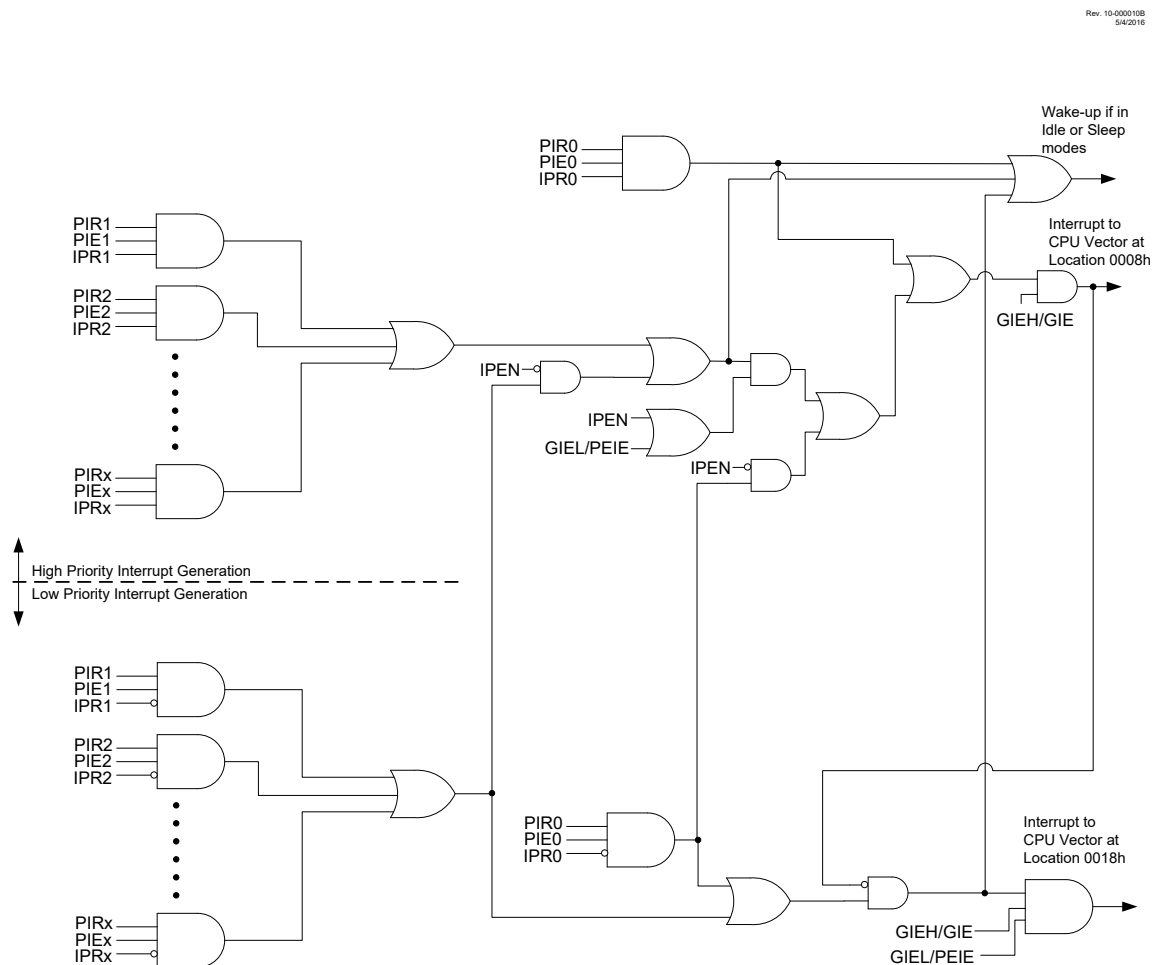 Rev. 10-000010B
5/4/2016
Wake-up if in
Idle or Sleep
modes
PIR0
PIE0
IPR0
PIR1
PIE1
IPR1
Interrupt to
CPU Vector at
Location 0008h
PIR2
PIE2
IPR2
GIEH/GIE
IPEN
IPEN
GIEL/PEIE
IPEN
PIRx
PIEx
IPRx
High Priority Interrupt Generation
Low Priority Interrupt Generation
PIR1
PIE1
IPR1
PIR2
PIE2
IPR2
PIR0
PIE0
IPR0
Interrupt to
CPU Vector at
Location 0018h
PIRx
PIEx
IPRx
GIEH/GIE
GIEL/PEIE